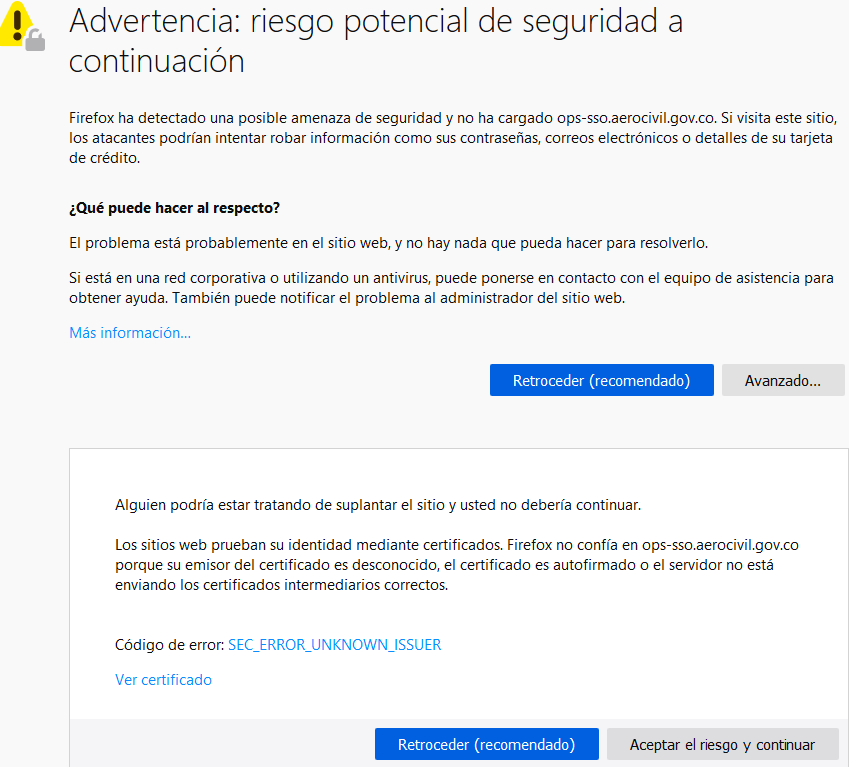 Advertencia: riesgo potencial de seguridad a
continuación
Firefox ha detectado una posible amenaza de seguridad y no ha cargado ops-sso.aerocivil.gov.co. Si visita este sitio,
los atacantes podrían intentar robar información como sus contraseñas, correos electrónicos o detalles de su tarjeta
de crédito.
¿Qué puede hacer al respecto?
El problema está probablemente en el sitio web, y no hay nada que pueda hacer para resolverlo.
Si está en una red corporativa o utilizando un antivirus, puede ponerse en contacto con el equipo de asistencia para
obtener ayuda. También puede notificar el problema al administrador del sitio web.
Más información...
Retroceder (recomendado) Avanzado...
Alguien podría estar tratando de suplantar el sitio y usted no debería continuar.
Los sitios web prueban su identidad mediante certificados. Firefox no confía en ops-sso.aerocivil.gov.co
porque su emisor del certificado es desconocido, el certificado es autofirmado o el servidor no está
enviando los certificados intermediarios correctos.
Código de error: SEC_ERROR_UNKNOWN_ISSUER
Ver certificado
Retroceder (recomendado) Aceptar el riesgo y continuar